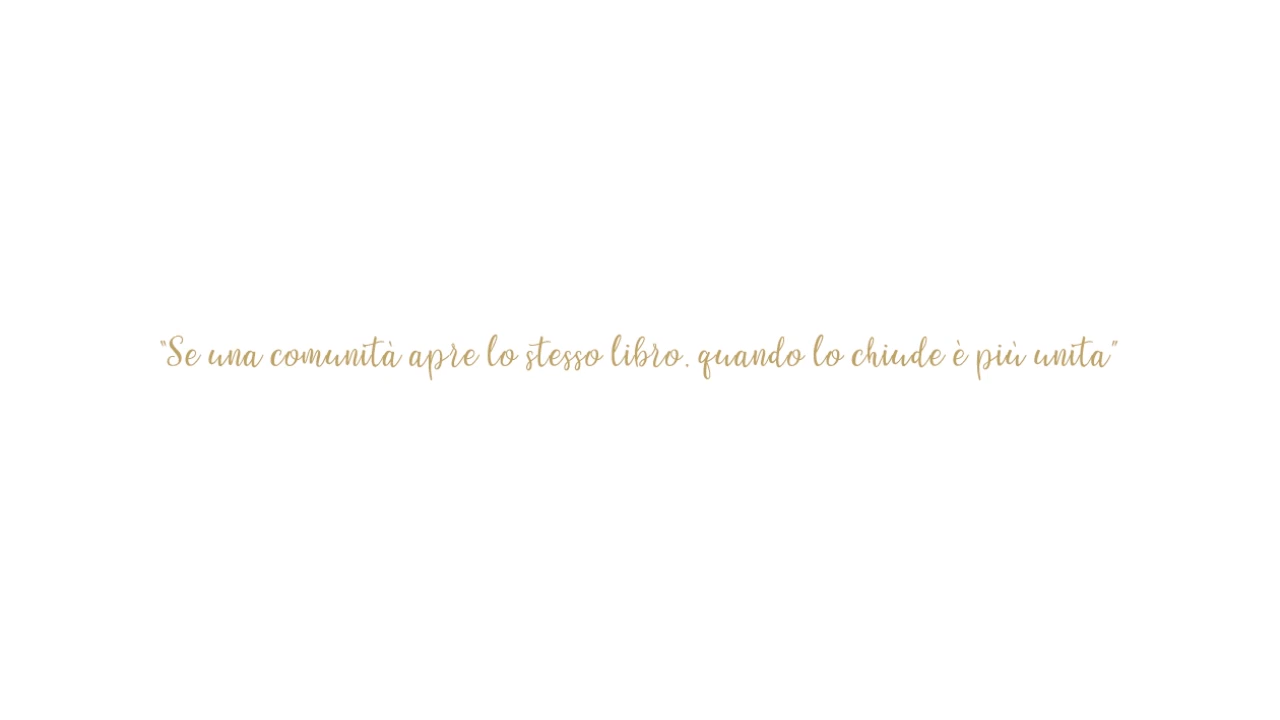 "Se una comunità apre lo stesso libro, quando lo chiude è più unita"